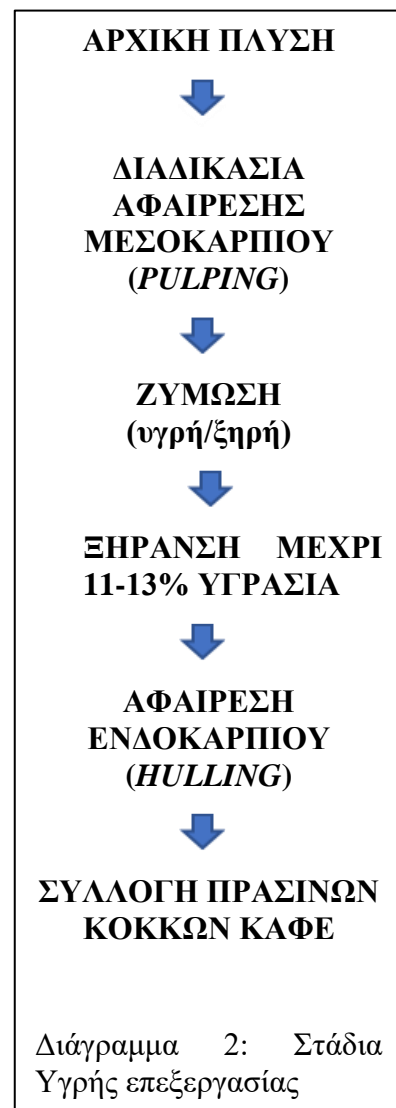 ΑΡΧΙΚΗ ΠΛΥΣΗ
ΔΙΑΔΙΚΑΣΙΑ
ΑΦΑΙΡΕΣΗΣ
ΜΕΣΟΚΑΡΠΙΟΥ
(PULPING)
ΖΥΜΩΣΗ
(υγρή/ξηρή)
ΞΗΡΑΝΣΗ ΜΕΧΡΙ
11-13% ΥΓΡΑΣΙΑ
ΑΦΑΙΡΕΣΗ
ΕΝΔΟΚΑΡΠΙΟΥ
(HULLING)
ΣΥΛΛΟΓΗ ΠΡΑΣΙΝΩΝ
ΚΟΚΚΩΝ ΚΑΦΕ
Διάγραμμα 2: Στάδια
Υγρής επεξεργασίας